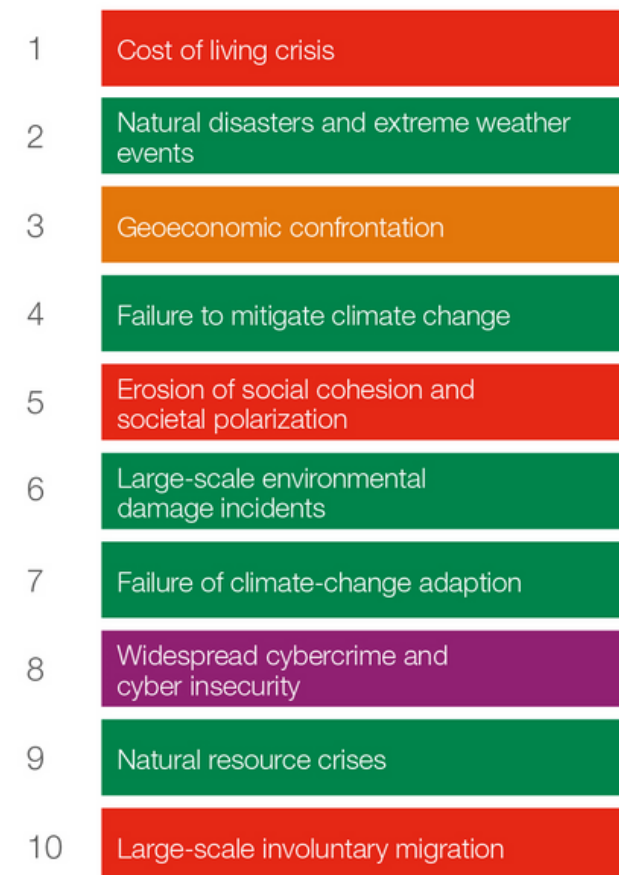 1
Cost of living crisis
2
Natural disasters and extreme weather
events
3
Geoeconomic confrontation
4
Failure to mitigate climate change
5
Erosion of social cohesion and
societal polarization
6
Large-scale environmental
damage incidents
7
Failure of climate-change adaption
8
Widespread cybercrime and
cyber insecurity
9
Natural resource crises
10
Large-scale involuntary migration